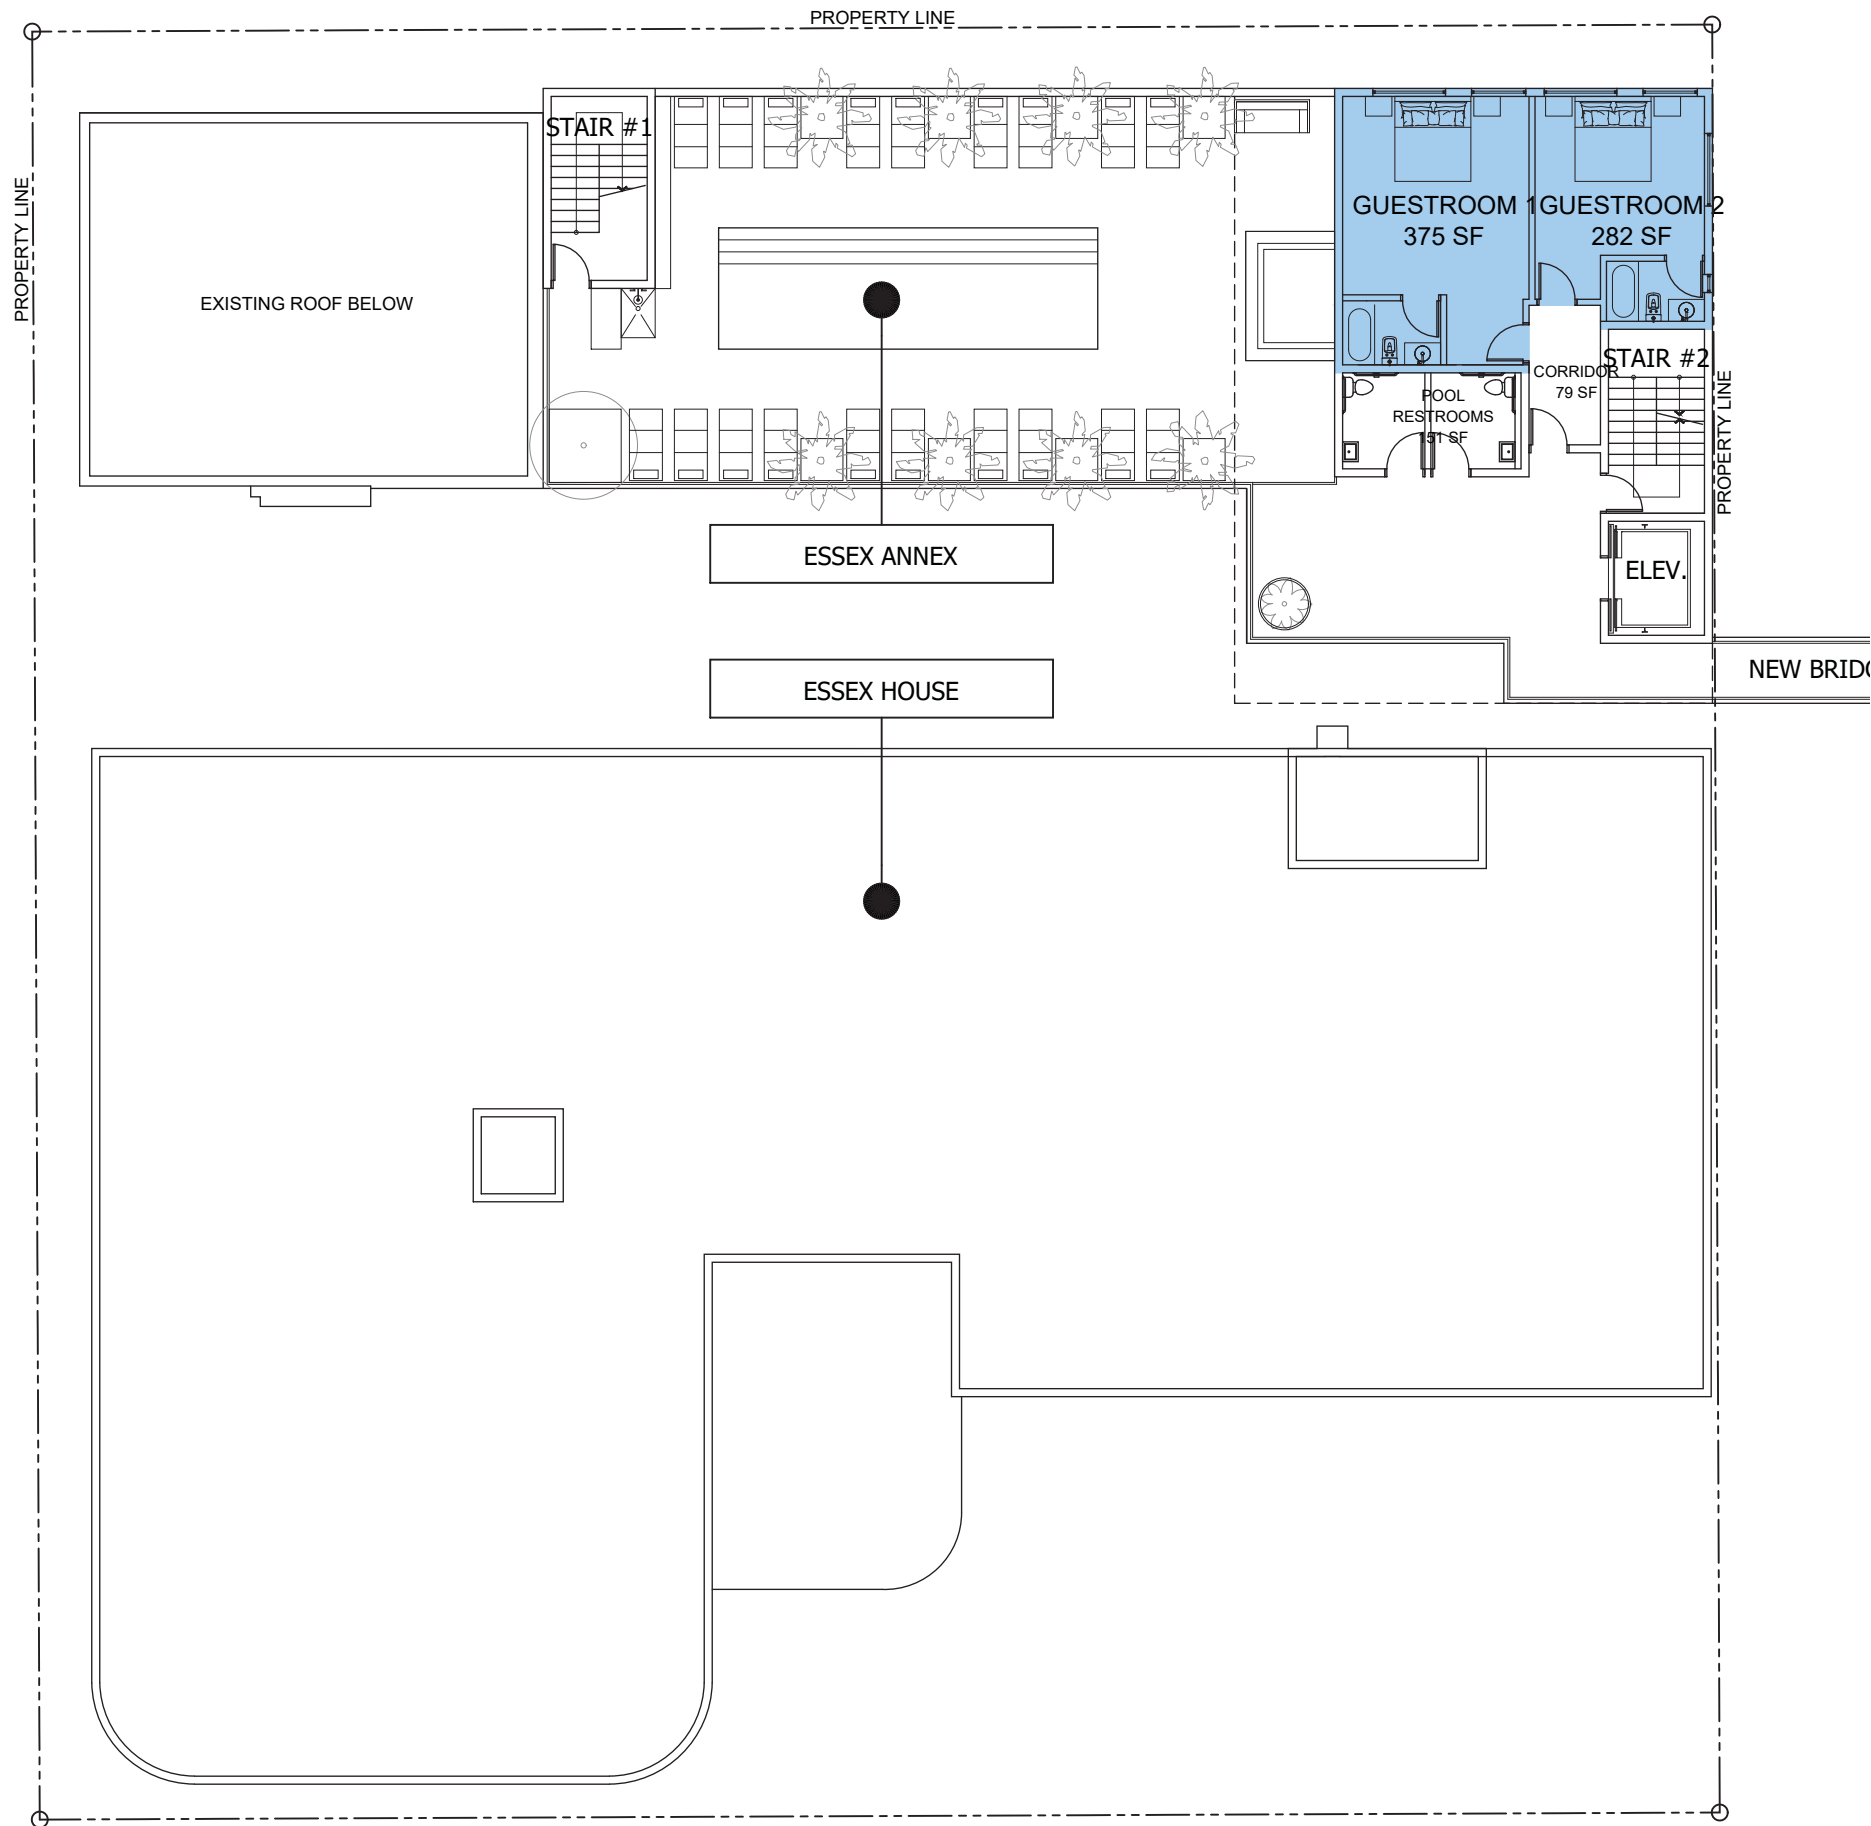 PROPERTY LINE
STAIR #1
PROPERTY LINE
EXISTING ROOF BELOW
GUESTROOM 1
375 SF
GUESTROOM 2
282 SF
STAIR #2
CORRIDOR
79 SF
POOL
RESTROOMS
151 SF
PROPERTY LINE
ESSEX ANNEX
ELEV.
ESSEX HOUSE
NEW BRIDG